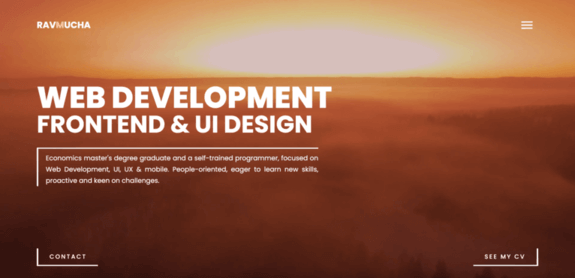 RAVMUCHA
WEB DEVELOPMENT
FRONTEND & UI DESIGN
Economics master's degree graduate and a self-trained programmer, focused on
Web Development, UI, UX & mobile. People-oriented, eager to learn new skills,
proactive and keen on challenges.
CONTACT
SEE MY CV